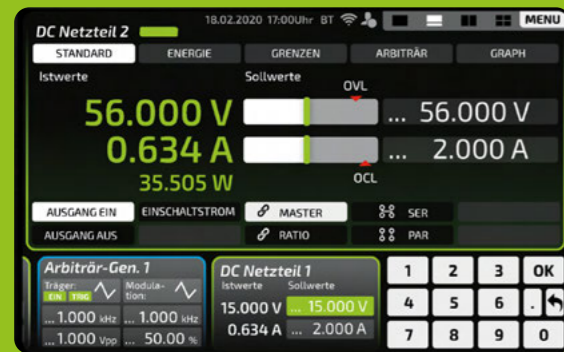 18.02.2020 17:00Uhr BT MENU
DC Netzteil 2
STANDARD ENERGIE GRENZEN ARBITRÄR GRAPH
Istwerte Sollwerte
OVL
56.000 V ... 56.000 V
0.634 A ... 2.000 A
35.505 W OCL
AUSGANG EIN EINSCHALTSTROM MASTER SER
AUSGANG AUS RATIO PAR
Arbiträr-Gen. 1
Träger: Modula-
EIN TRIG tion:
... 1.000 kHz ... 1.000 kHz
... 1.000 Vpp ... 50.00 %
DC Netzteil 1
Istwerte Sollwerte
15.000 V ... 15.000 V
0.634 A ... 2.000 A
1 2 3 OK
4 5 6 .
7 8 9 0